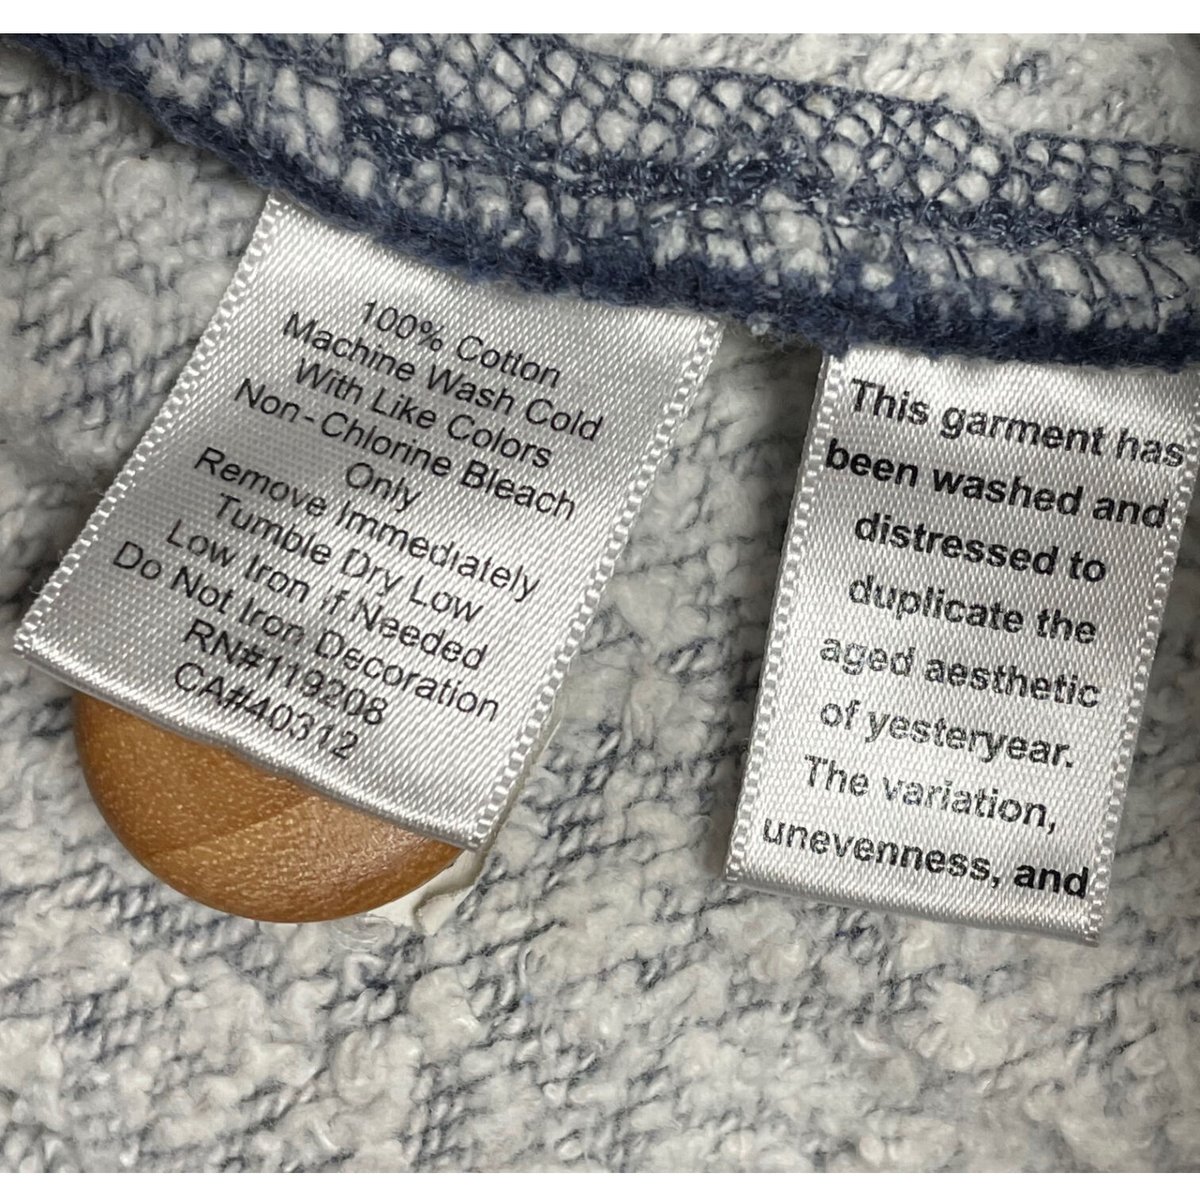 100% Cotton
Machine Wash Cold
With Like Colors
Non-Chlorine Bleach
Only
Remove Immediately
Tumble Dry Low
Low Iron if Needed
Do Not Iron Decoration
RN#119208
CA#40312
This garment has
been washed and
distressed to
duplicate the
aged aesthetic
of yesteryear.
The variation,
unevenness, and